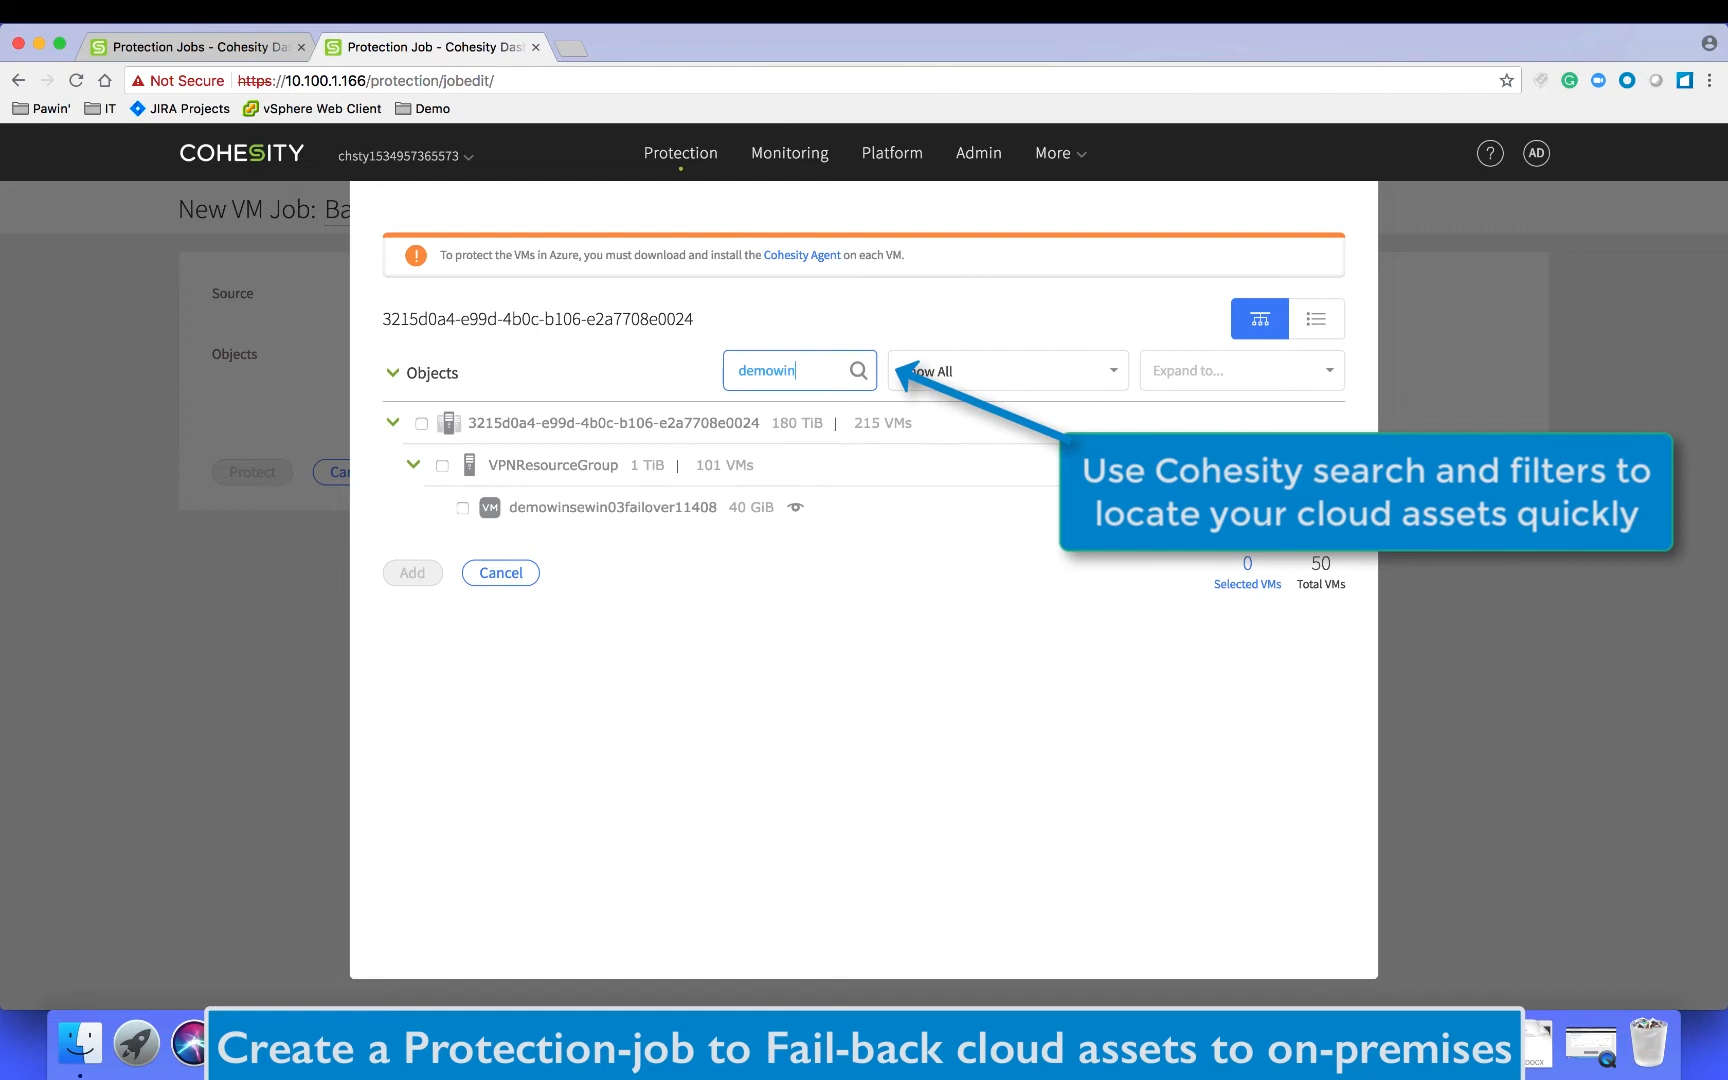 Protection Jobs - Cohesity Da
Protection Job - Cohesity Das
Not Secure https://10.100.1.166/protection/jobedit/
Pawin' IT JIRA Projects vSphere Web Client Demo
COHESITY chsty1534957365573 Protection Monitoring Platform Admin More ? AD
New VM Job: Ba
! To protect the VMs in Azure, you must download and install the Cohesity Agent on each VM.
Source
3215d0a4-e99d-4b0c-b106-e2a7708e0024
Objects
Objects demowin ow All Expand to...
3215d0a4-e99d-4b0c-b106-e2a7708e0024 180 TiB | 215 VMs
VPNResourceGroup 1 TiB | 101 VMs
Protect Car
VM demowinsewin03failover11408 40 GiB
Use Cohesity search and filters to
locate your cloud assets quickly
Add Cancel
0 50
Selected VMs Total VMs
Create a Protection-job to Fail-back cloud assets to on-premises
DOCX